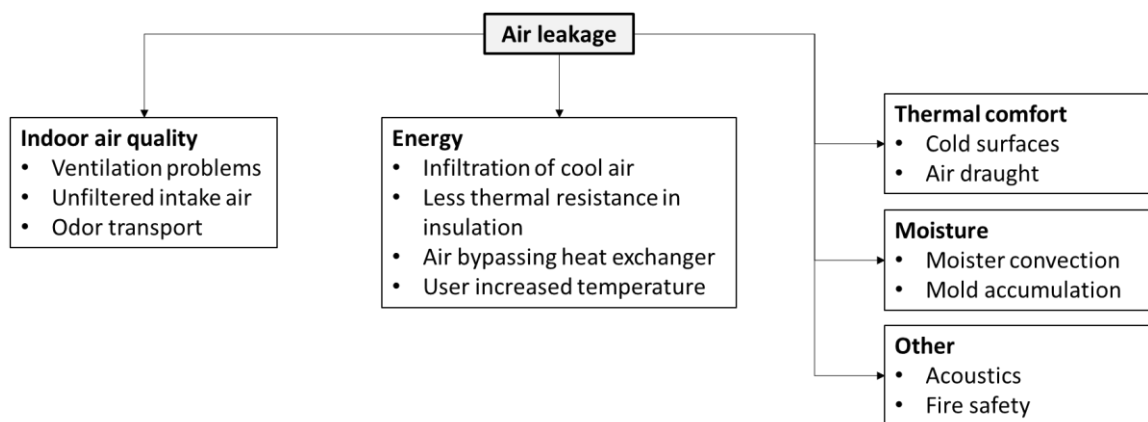 Air leakage
Indoor air quality
• Ventilation problems
• Unfiltered intake air
• Odor transport
Energy
• Infiltration of cool air
• Less thermal resistance in
insulation
• Air bypassing heat exchanger
• User increased temperature
Thermal comfort
• Cold surfaces
• Air draught
Moisture
• Moister convection
• Mold accumulation
Other
• Acoustics
• Fire safety